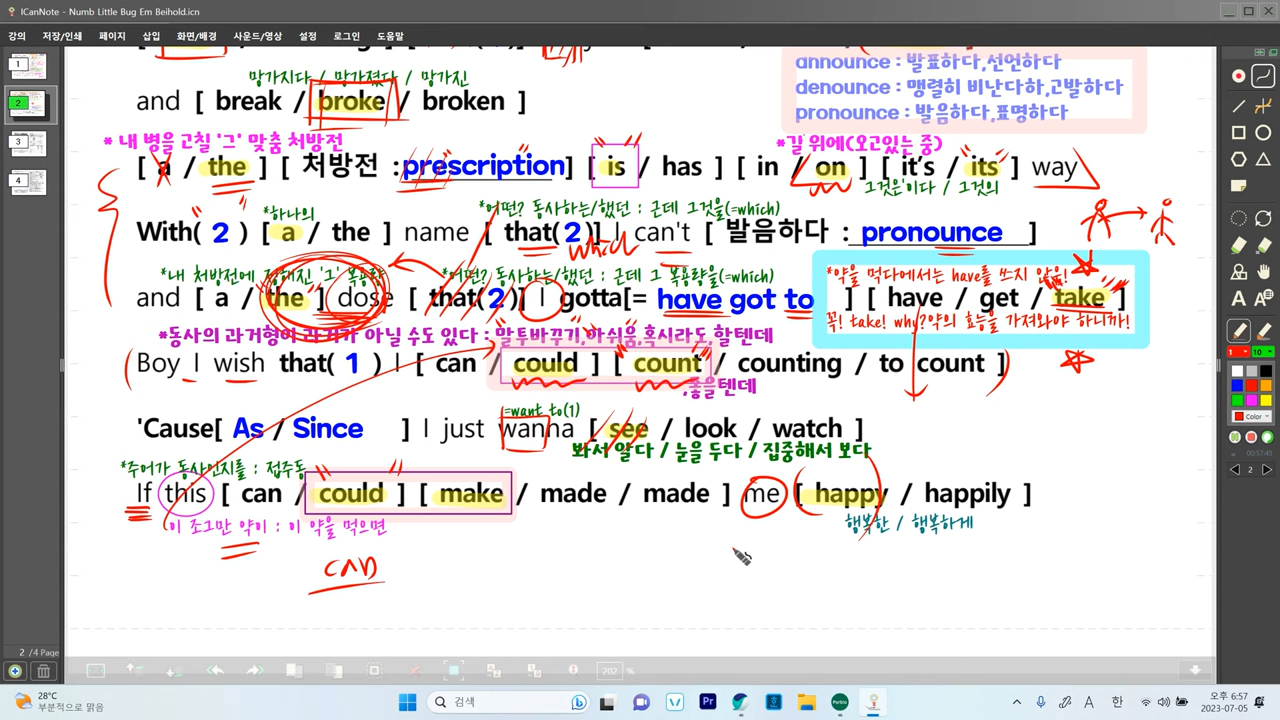 ICanNote - Numb Little Bug Em Beihold.icn
강의 저장/인쇄 페이지 삽입 화면/배경 사운드/영상 설정 로그인 도움말
announce : 발표하다,선언하다
denounce : 맹렬히 비난하다,고발하다
pronounce : 발음하다,표명하다
망가지다 / 망가졌다 / 망가진
and [ break / broke / broken ]
* 내 병을 고칠 '그' 맞춤 처방전
*길 위에(오고있는 중)
[ a / the ] [ 처방전 :prescription] [ is / has ] [ in / on ] [ it's / its ] way
그것은'이다 / 그것의
*하나의
*어떤? 동사하는/했던 : 근데 그것을(=which)
With( 2 ) [ a / the ] name [ that(2)] I can't [ 발음하다 : pronounce ]
which
*내 처방전에 정해진 '그' 복용량
*어떤? 동사하는/했던 : 근데 그 복용량을(=which)
*약을 먹다에서는 have를 쓰지 않음!
and [ a / the ] dose [ that(2)] I gotta[= have got to ] [ have / get / take ]
꼭! take! why?약의 효능을 가져와야 하니까!
*동사의 과거형이 과거가 아닐 수도 있다 : 말투바꾸기,아쉬움,혹시라도,할텐데
Boy I wish that( 1 ) I [ can / could ] [ count / counting / to count ]
,좋을텐데
=want to(1)
'Cause[ As / Since ] I just wanna [ see / look / watch ]
봐서 알다 / 눈을 두다 / 집중해서 보다
*주어가 동사인지를 : 접주동
If this [ can / could ] [ make / made / made ] me [ happy / happily ]
이 조그만 약이 : 이 약을 먹으면
행복한 / 행복하게
CAN
1
2
3
4
1 10
Color
00:57:45
2
2 / 4 Page
202 %
28°C
부분적으로 맑음
검색
Pr
A 한
오후 6:57
2023-07-05